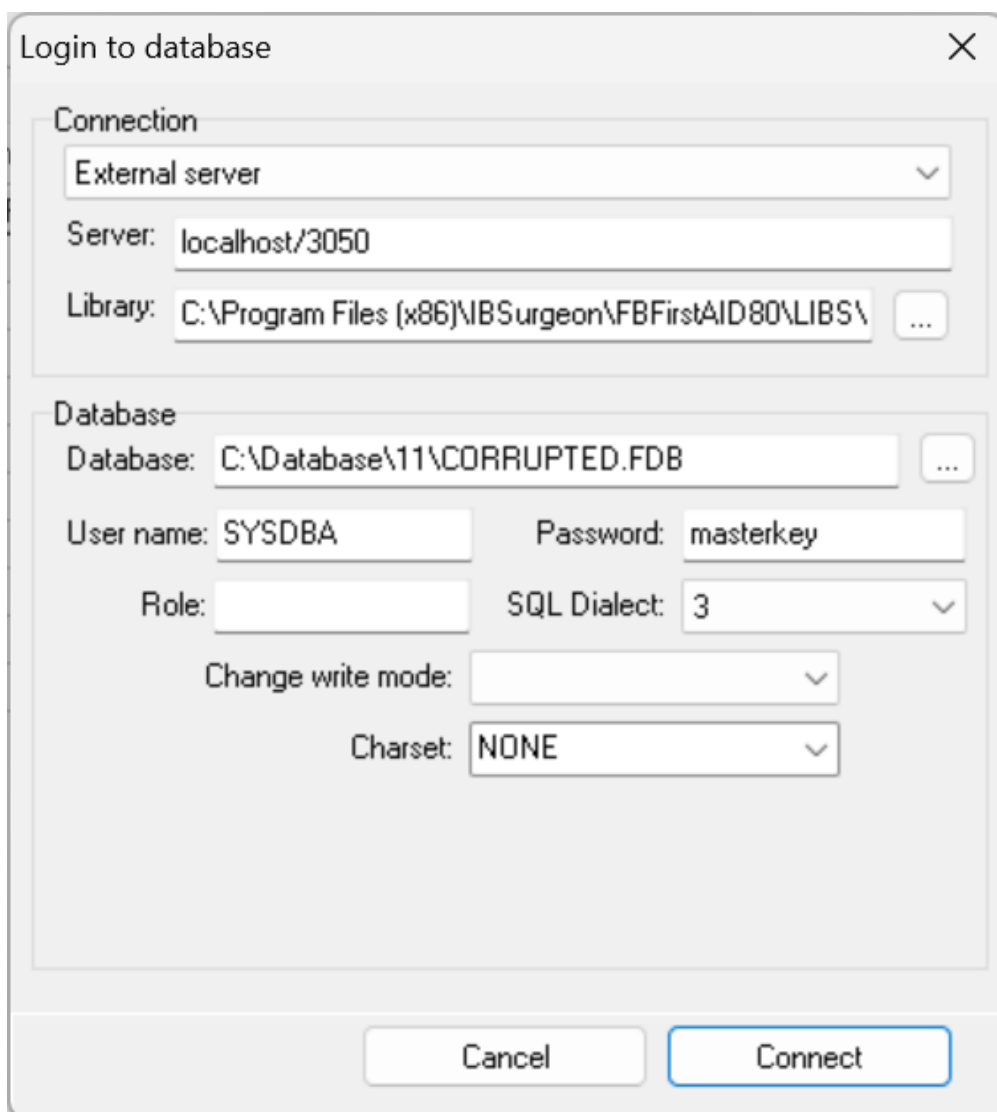 Login to database
Connection
External server
Server: localhost/3050
Library: C:\Program Files (x86)\IBSurgeon\FBFirstAID80\LIBS\ ...
Database
Database: C:\Database\11\CORRUPTED.FDB ...
User name: SYSDBA Password: masterkey
Role: SQL Dialect: 3
Change write mode:
Charset: NONE
Cancel Connect